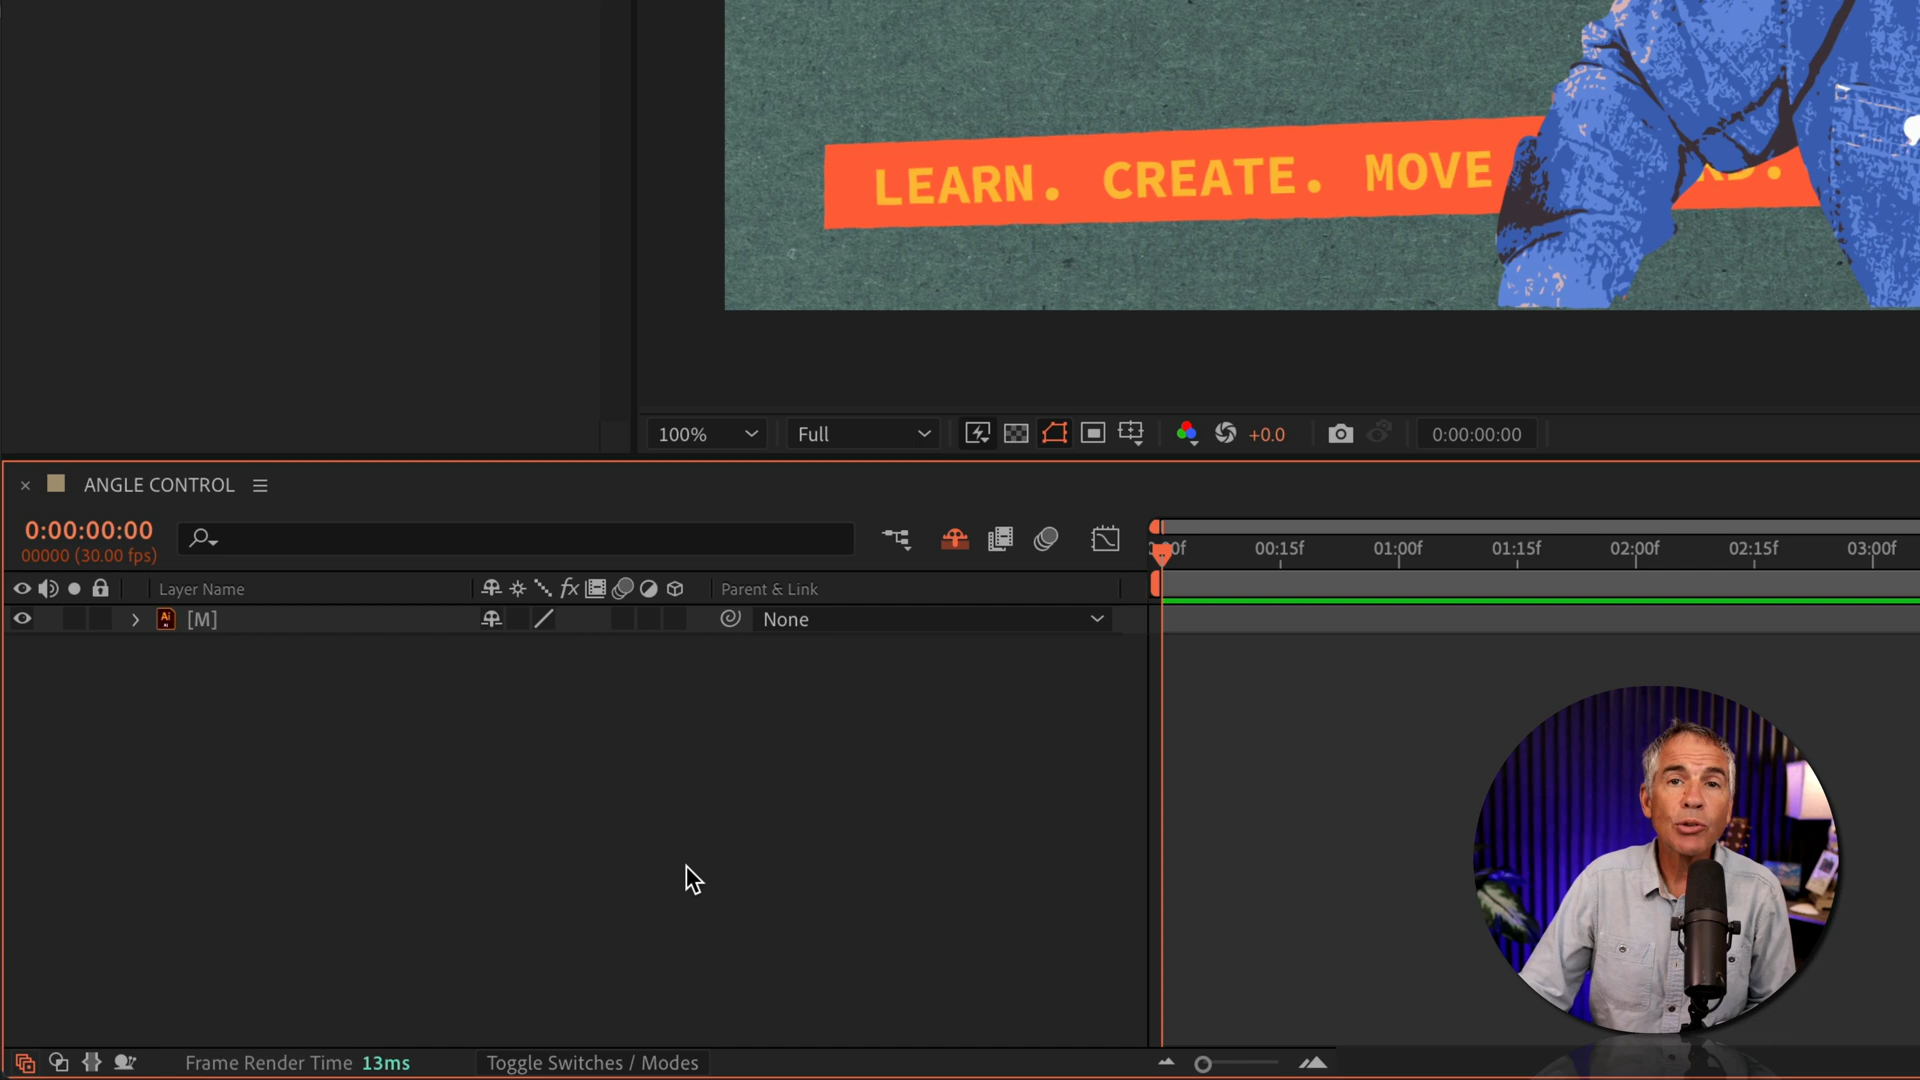 LEARN. CREATE. MOVE
100%
Full
+0.0
0:00:00:00
ANGLE CONTROL
0:00:00:00
00000 (30.00 fps)
00:15f
01:00f
01:15f
02:00f
02:15f
03:00f
Layer Name
fx
Parent & Link
Ai
[M]
None
Frame Render Time 13ms
Toggle Switches / Modes